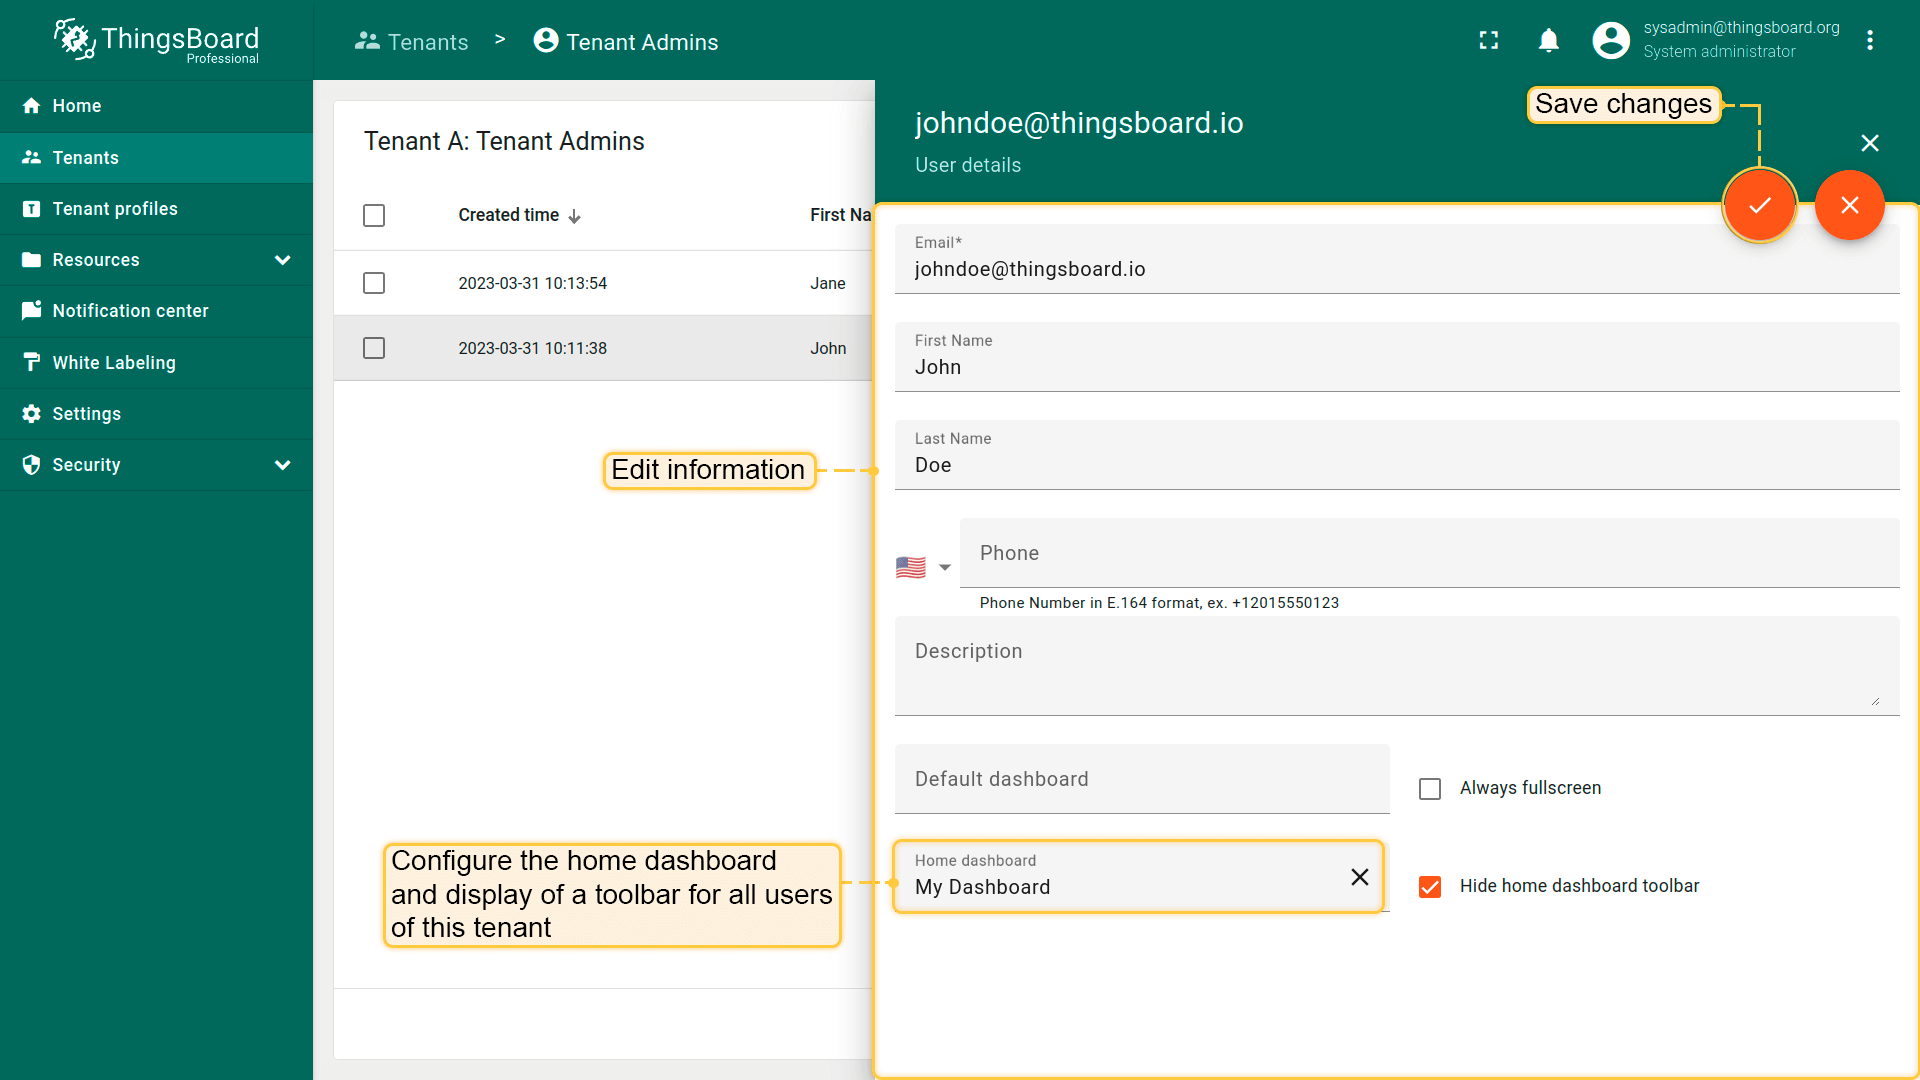 ThingsBoard
Professional
Tenants > Tenant Admins
sysadmin@thingsboard.org
System administrator
Home
Tenants
Tenant profiles
Resources
Notification center
White Labeling
Settings
Security
Tenant A: Tenant Admins
Created time
First Na
2023-03-31 10:13:54
Jane
2023-03-31 10:11:38
John
johndoe@thingsboard.io
User details
Save changes
Edit information
Email*
johndoe@thingsboard.io
First Name
John
Last Name
Doe
Phone
Phone Number in E.164 format, ex. +12015550123
Description
Default dashboard
Always fullscreen
Configure the home dashboard
and display of a toolbar for all users
of this tenant
Home dashboard
My Dashboard
Hide home dashboard toolbar